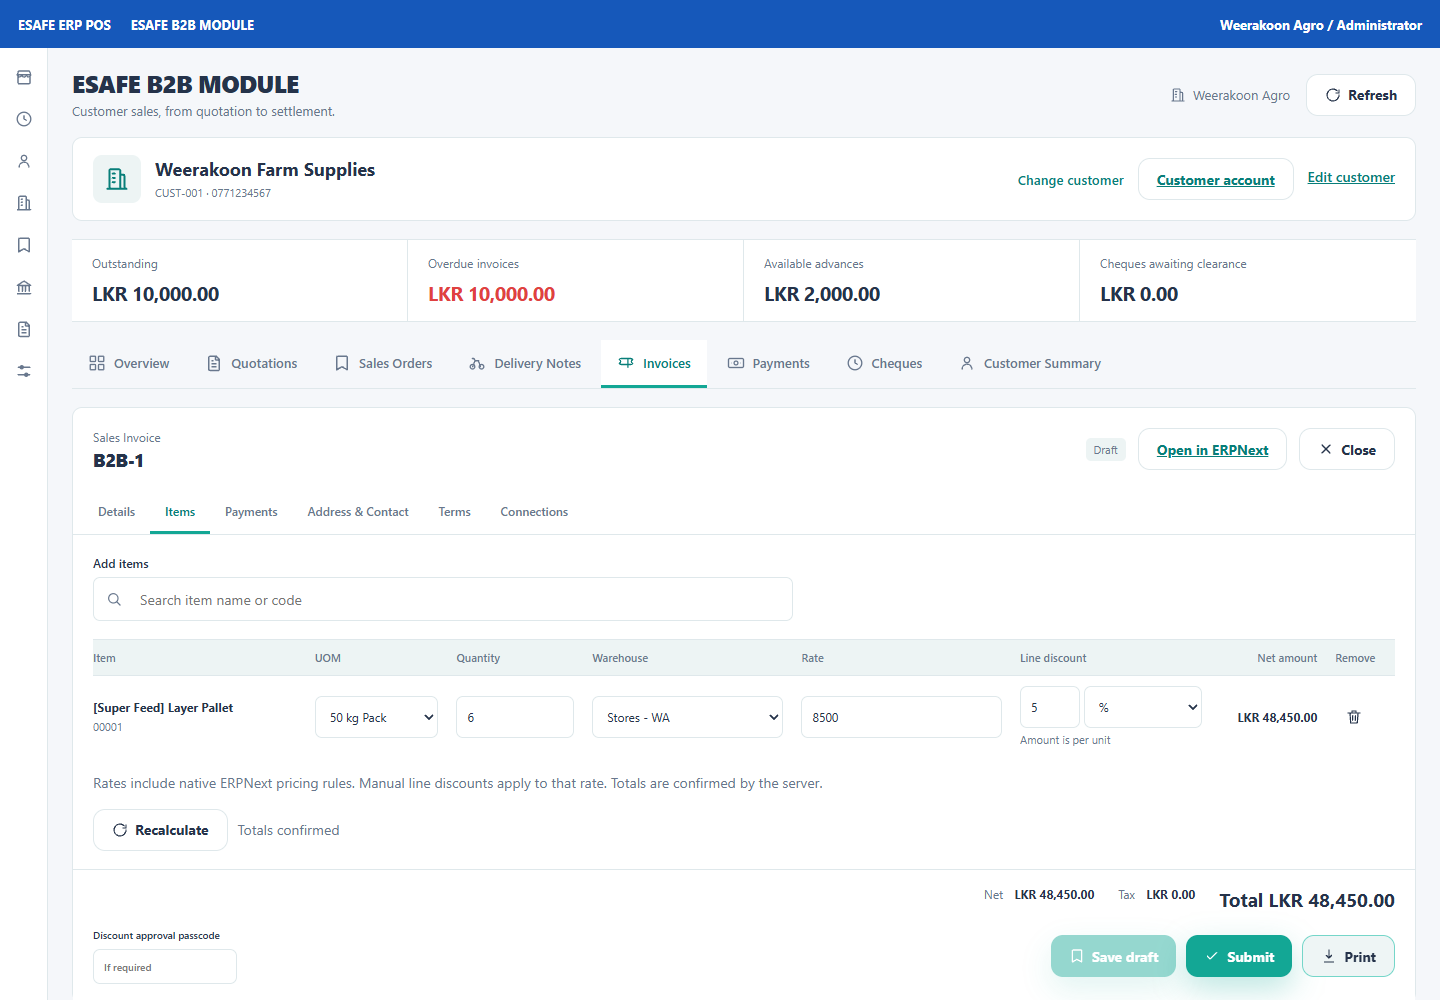 ESAFE ERP POS ESAFE B2B MODULE Weerakoon Agro / Administrator
ESAFE B2B MODULE
Customer sales, from quotation to settlement.
Weerakoon Agro Refresh
Weerakoon Farm Supplies
CUST-001 · 0771234567
Change customer Customer account Edit customer
Outstanding Overdue invoices Available advances Cheques awaiting clearance
LKR 10,000.00 LKR 10,000.00 LKR 2,000.00 LKR 0.00
Overview Quotations Sales Orders Delivery Notes Invoices Payments Cheques Customer Summary
Sales Invoice
B2B-1
Draft Open in ERPNext Close
Details Items Payments Address & Contact Terms Connections
Add items
Search item name or code
Item UOM Quantity Warehouse Rate Line discount Net amount Remove
[Super Feed] Layer Pallet
00001
50 kg Pack 6 Stores - WA 8500 5 % LKR 48,450.00
Amount is per unit
Rates include native ERPNext pricing rules. Manual line discounts apply to that rate. Totals are confirmed by the server.
Recalculate Totals confirmed
Net LKR 48,450.00 Tax LKR 0.00 Total LKR 48,450.00
Discount approval passcode
If required
Save draft Submit Print